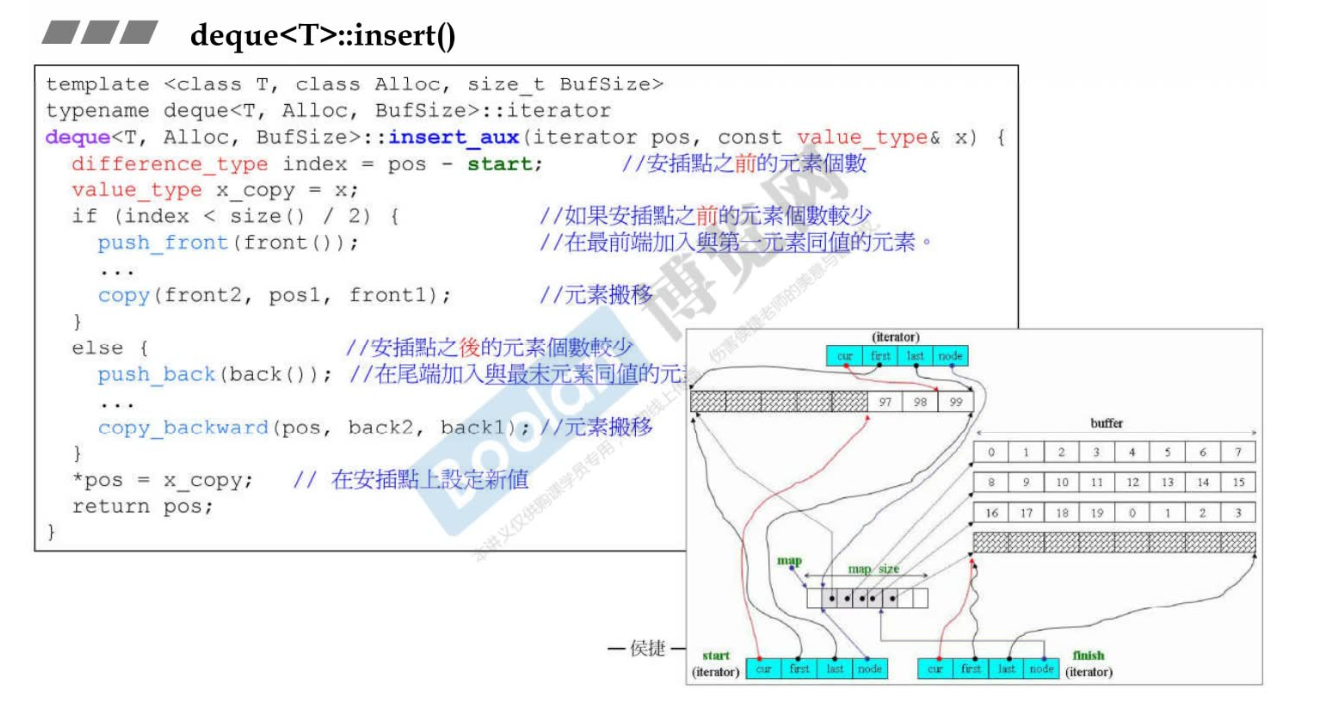 deque<T>::insert()
template <class T, class Alloc, size_t BufSize>
typename deque<T, Alloc, BufSize>::iterator
deque<T, Alloc, BufSize>::insert_aux(iterator pos, const value_type& x) {
difference_type index = pos - start; //安插點之前的元素個數
value_type x_copy = x;
if (index < size() / 2) { //如果安插點之前的元素個數較少
push_front(front()); //在最前端加入與第一元素同值的元素。
...
copy(front2, pos1, front1); //元素搬移
}
else { //安插點之後的元素個數較少
push_back(back()); //在尾端加入與最末元素同值的元
...
copy_backward(pos, back2, back1); //元素搬移
}
*pos = x_copy; // 在安插點上設定新值
return pos;
}
Boolan 博览网
(iterator)
cur first last node
97 98 99
buffer
0 1 2 3 4 5 6 7
8 9 10 11 12 13 14 15
16 17 18 19 0 1 2 3
map
map size
— 侯捷 —
start
(iterator)
cur first last node
cur first last node
finish
(iterator)